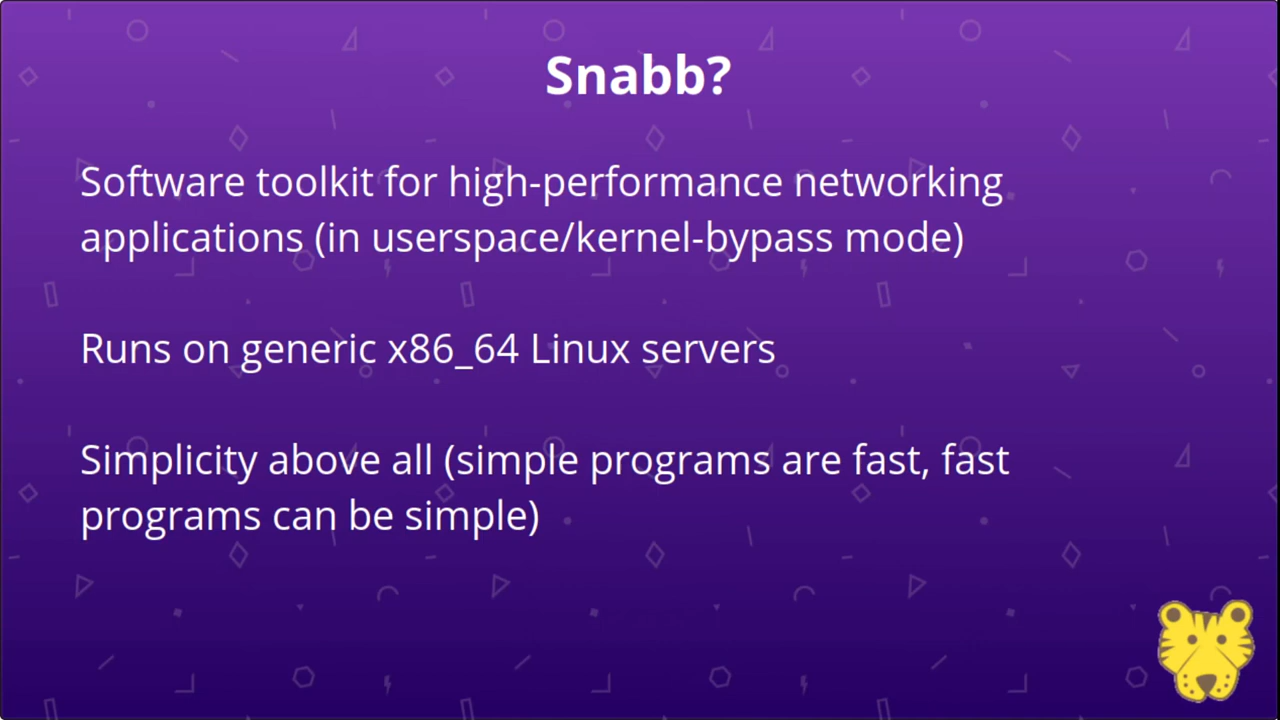 Snabb?
Software toolkit for high-performance networking
applications (in userspace/kernel-bypass mode)
Runs on generic x86_64 Linux servers
Simplicity above all (simple programs are fast, fast
programs can be simple)